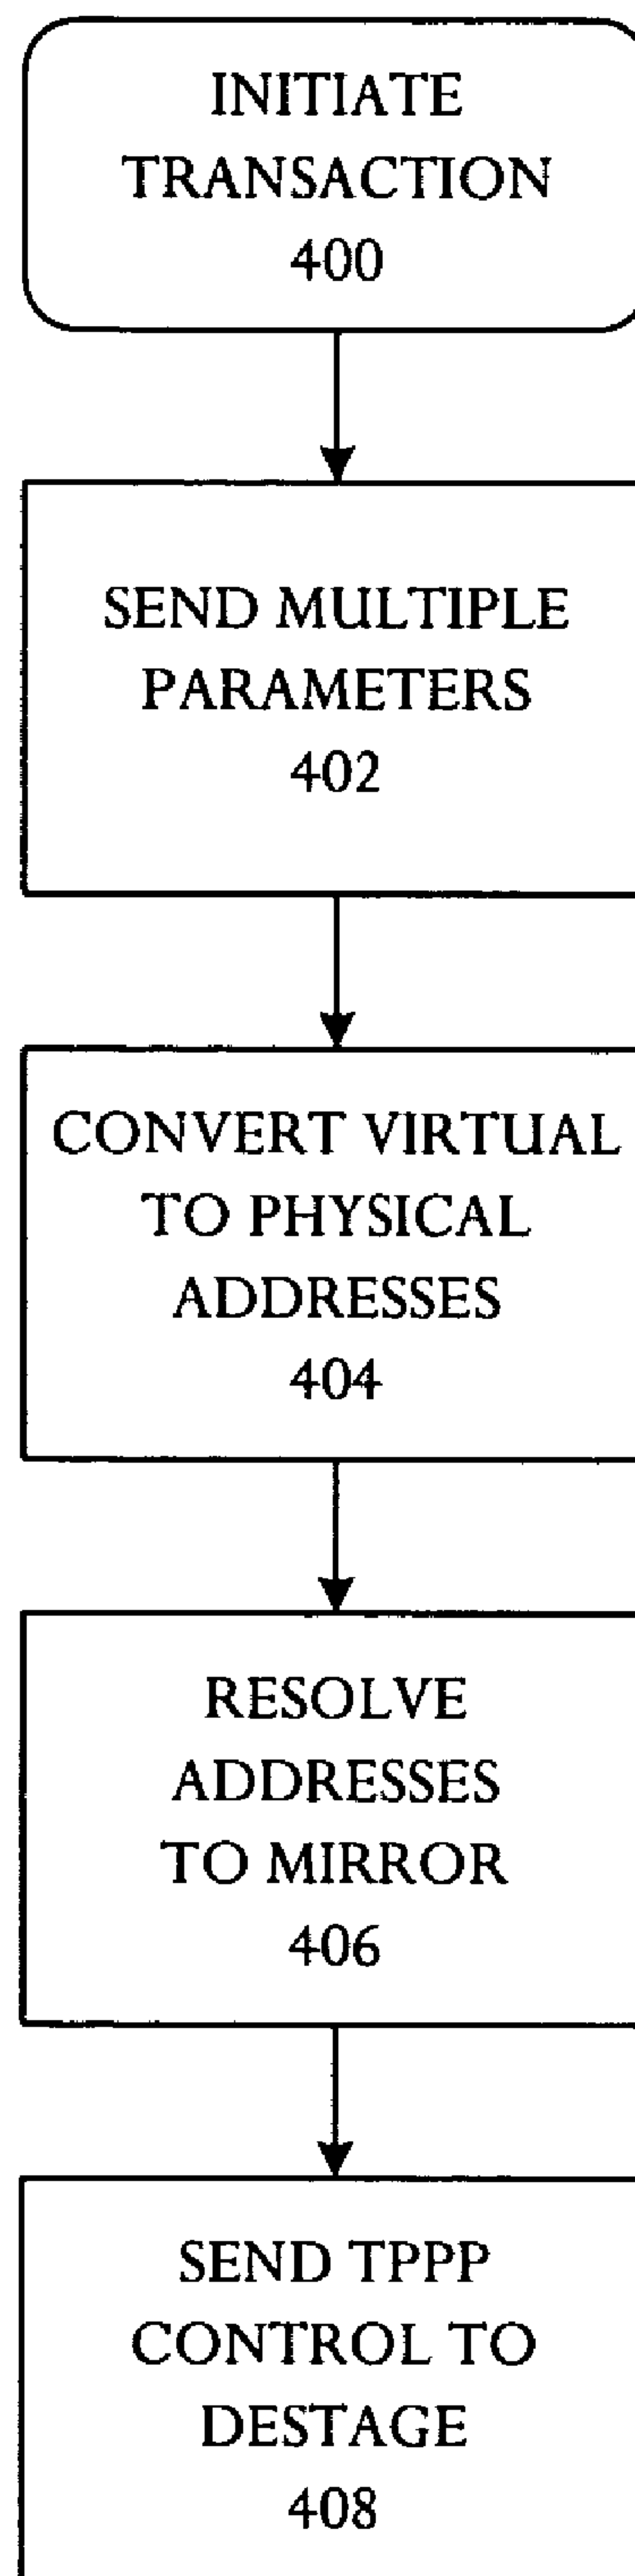 INITIATE
TRANSACTION
400
SEND MULTIPLE
PARAMETERS
402
CONVERT VIRTUAL
TO PHYSICAL
ADDRESSES
404
RESOLVE
ADDRESSES
TO MIRROR
406
SEND TPPP
CONTROL TO
DESTAGE
408